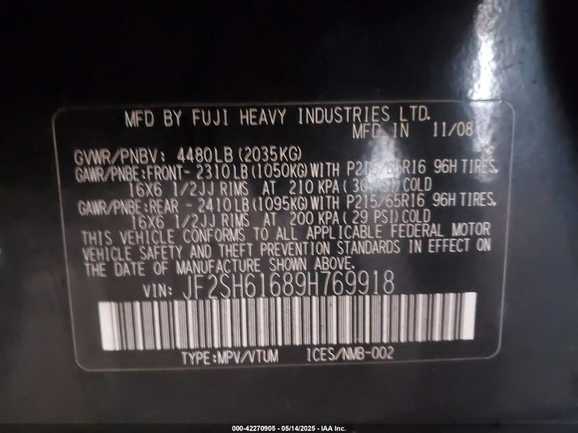 MFD BY FUJI HEAVY INDUSTRIES LTD.
MFD IN 11/08
GVWR/PNBV: 4480LB(2035KG)
GAWR/PNBE:FRONT- 2310LB(1050KG)WITH P215/65R16 96H TIRES,
16X6 1/2JJ RIMS AT 210 KPA( COLD
GAWR/PNBE:REAR - 2410LB(1095KG)WITH P215/65R16 96H TIRES,
16X6 1/2JJ RIMS AT 200 KPA(29 PSI)COLD
THIS VEHICLE CONFORMS TO ALL APPLICABLE FEDERAL MOTOR
VEHICLE SAFETY AND THEFT PREVENTION STANDARDS IN EFFECT ON
THE DATE OF MANUFACTURE SHOWN ABOVE.
VIN: JF2SH61689H769918
TYPE:MPV/VTUM ICES/NMB-002
000-42270905 - 05/14/2025 - IAA Inc.